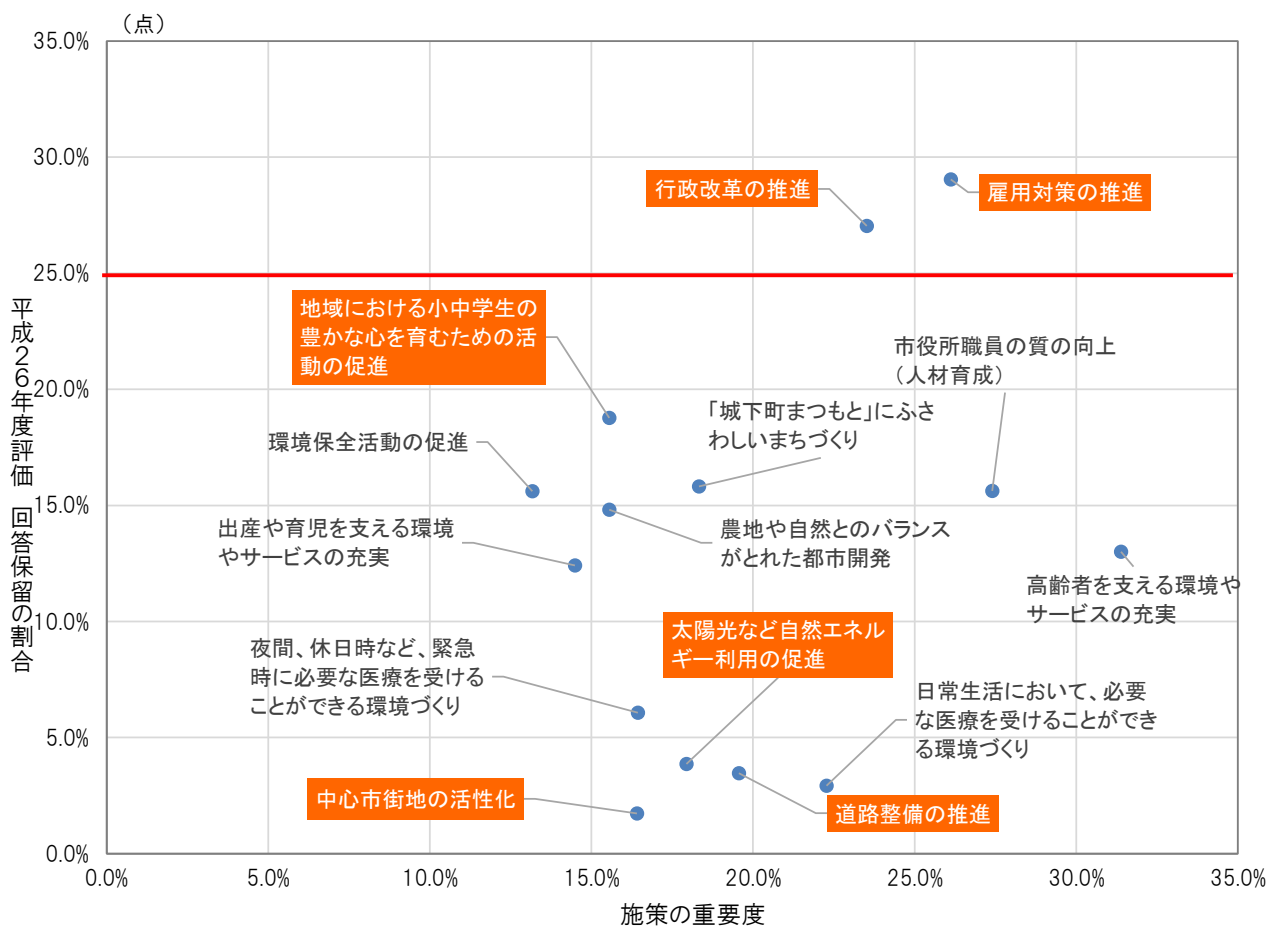 （点）
35.0%
30.0%
25.0%
20.0%
15.0%
10.0%
5.0%
0.0%
平成２６年度評価 回答保留の割合
行政改革の推進
雇用対策の推進
地域における小中学生の
豊かな心を育むための活
動の促進
市役所職員の質の向上
（人材育成）
「城下町まつもと」にふさ
わしいまちづくり
環境保全活動の促進
出産や育児を支える環境
やサービスの充実
農地や自然とのバランス
がとれた都市開発
高齢者を支える環境や
サービスの充実
太陽光など自然エネル
ギー利用の促進
夜間、休日時など、緊急
時に必要な医療を受ける
ことができる環境づくり
日常生活において、必要
な医療を受けることができ
る環境づくり
中心市街地の活性化
道路整備の推進
0.0% 5.0% 10.0% 15.0% 20.0% 25.0% 30.0% 35.0%
施策の重要度